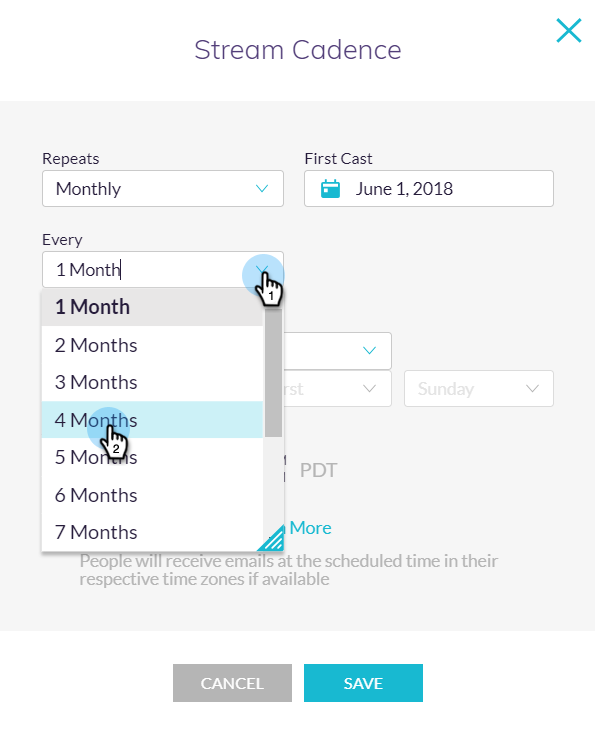 Stream Cadence
Repeats
First Cast
Monthly
June 1, 2018
Every
1 Month
1
1 Month
2 Months
3 Months
4 Months
2
5 Months
6 Months
7 Months
Sunday
PDT
More
People will receive emails at the scheduled time in their
respective time zones if available
CANCEL
SAVE